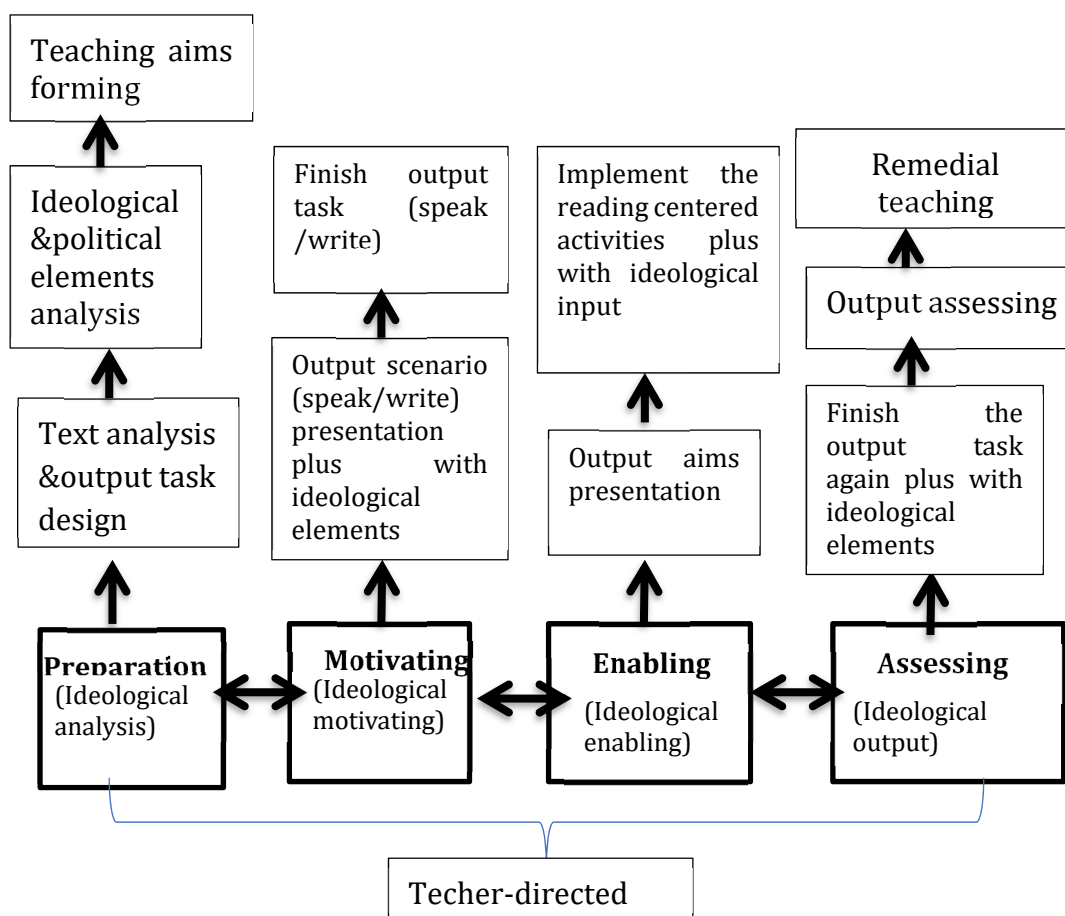 Teaching aims
forming
Ideological
&political
elements
analysis
Text analysis
&output task
design
Preparation
(Ideological
analysis)
Finish output
task (speak
/write)
Output scenario
(speak/write)
presentation
plus with
ideological
elements
Motivating
(Ideological
motivating)
Implement the
reading centered
activities plus
with ideological
input
Output aims
presentation
Enabling
(Ideological
enabling)
Remedial
teaching
Output assessing
Finish the
output task
again plus with
ideological
elements
Assessing
(Ideological
output)
Techer-directed